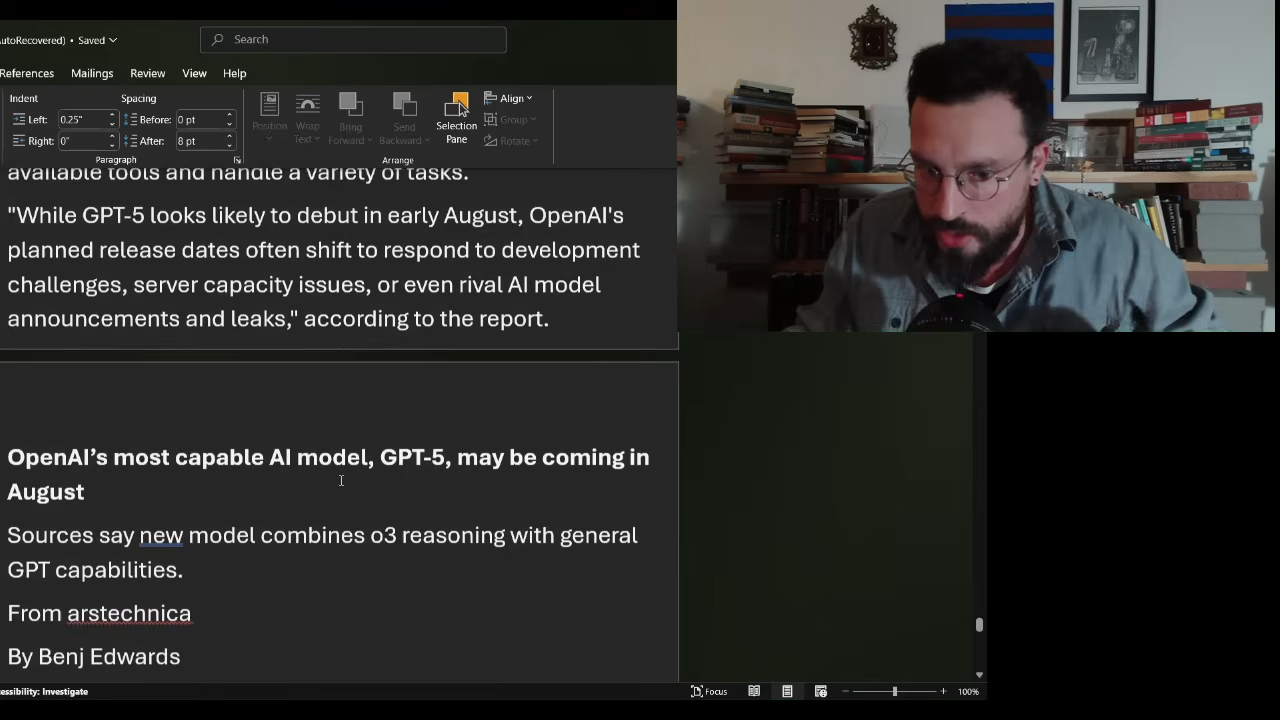 utoRecovered) • Saved
Search
References Mailings Review View Help
Indent Spacing
Left: 0.25" Before: 0 pt
Right: 0" After: 8 pt
Paragraph
Position Wrap Text Bring Forward Send Backward Selection Pane
Align
Group
Rotate
Arrange
available tools and handle a variety of tasks.
"While GPT-5 looks likely to debut in early August, OpenAI's
planned release dates often shift to respond to development
challenges, server capacity issues, or even rival AI model
announcements and leaks," according to the report.
OpenAI’s most capable AI model, GPT-5, may be coming in
August
Sources say new model combines o3 reasoning with general
GPT capabilities.
From arstechnica
By Benj Edwards
essibility: Investigate
Focus
100%